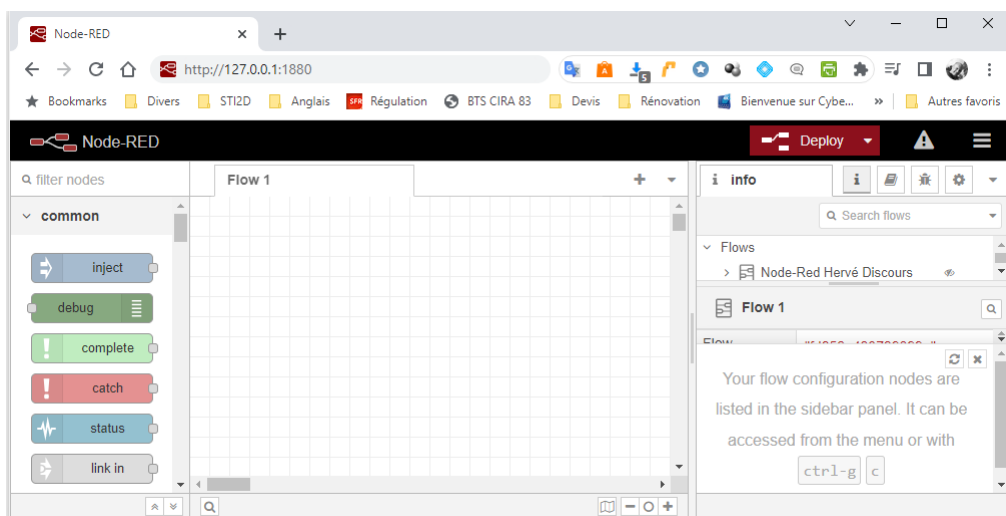 Node-RED
http://127.0.0.1:1880
5
Bookmarks Divers STI2D Anglais SFR Régulation BTS CIRA 83 Devis Rénovation Bienvenue sur Cybe... » Autres favoris
Node-RED Deploy
filter nodes Flow 1 i info i
common
Search flows
Flows
inject
Node-Red Hervé Discours
debug
Flow 1
complete
Flow
Your flow configuration nodes are
catch
listed in the sidebar panel. It can be
status
accessed from the menu or with
link in
ctrl-g c